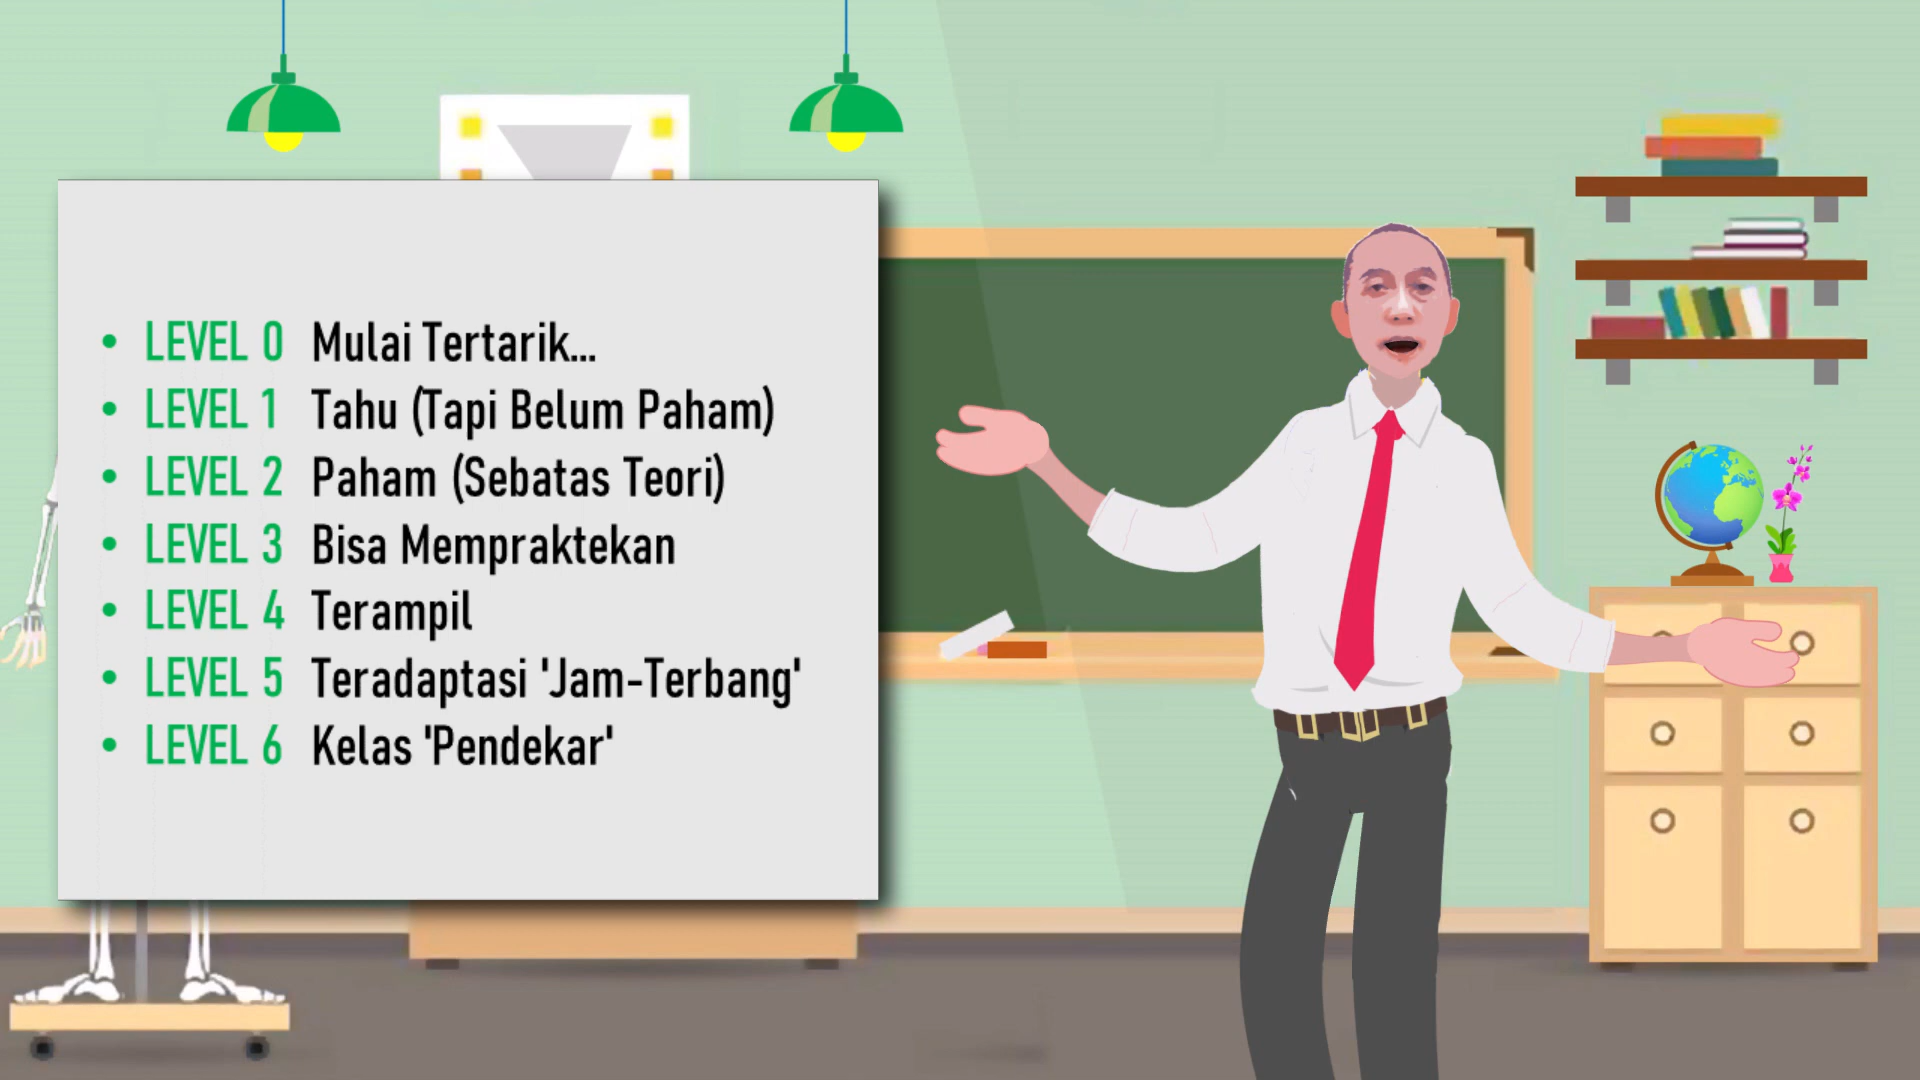 • LEVEL 0 Mulai Tertarik...
• LEVEL 1 Tahu (Tapi Belum Paham)
• LEVEL 2 Paham (Sebatas Teori)
• LEVEL 3 Bisa Mempraktekan
• LEVEL 4 Terampil
• LEVEL 5 Teradaptasi 'Jam-Terbang'
• LEVEL 6 Kelas 'Pendekar'